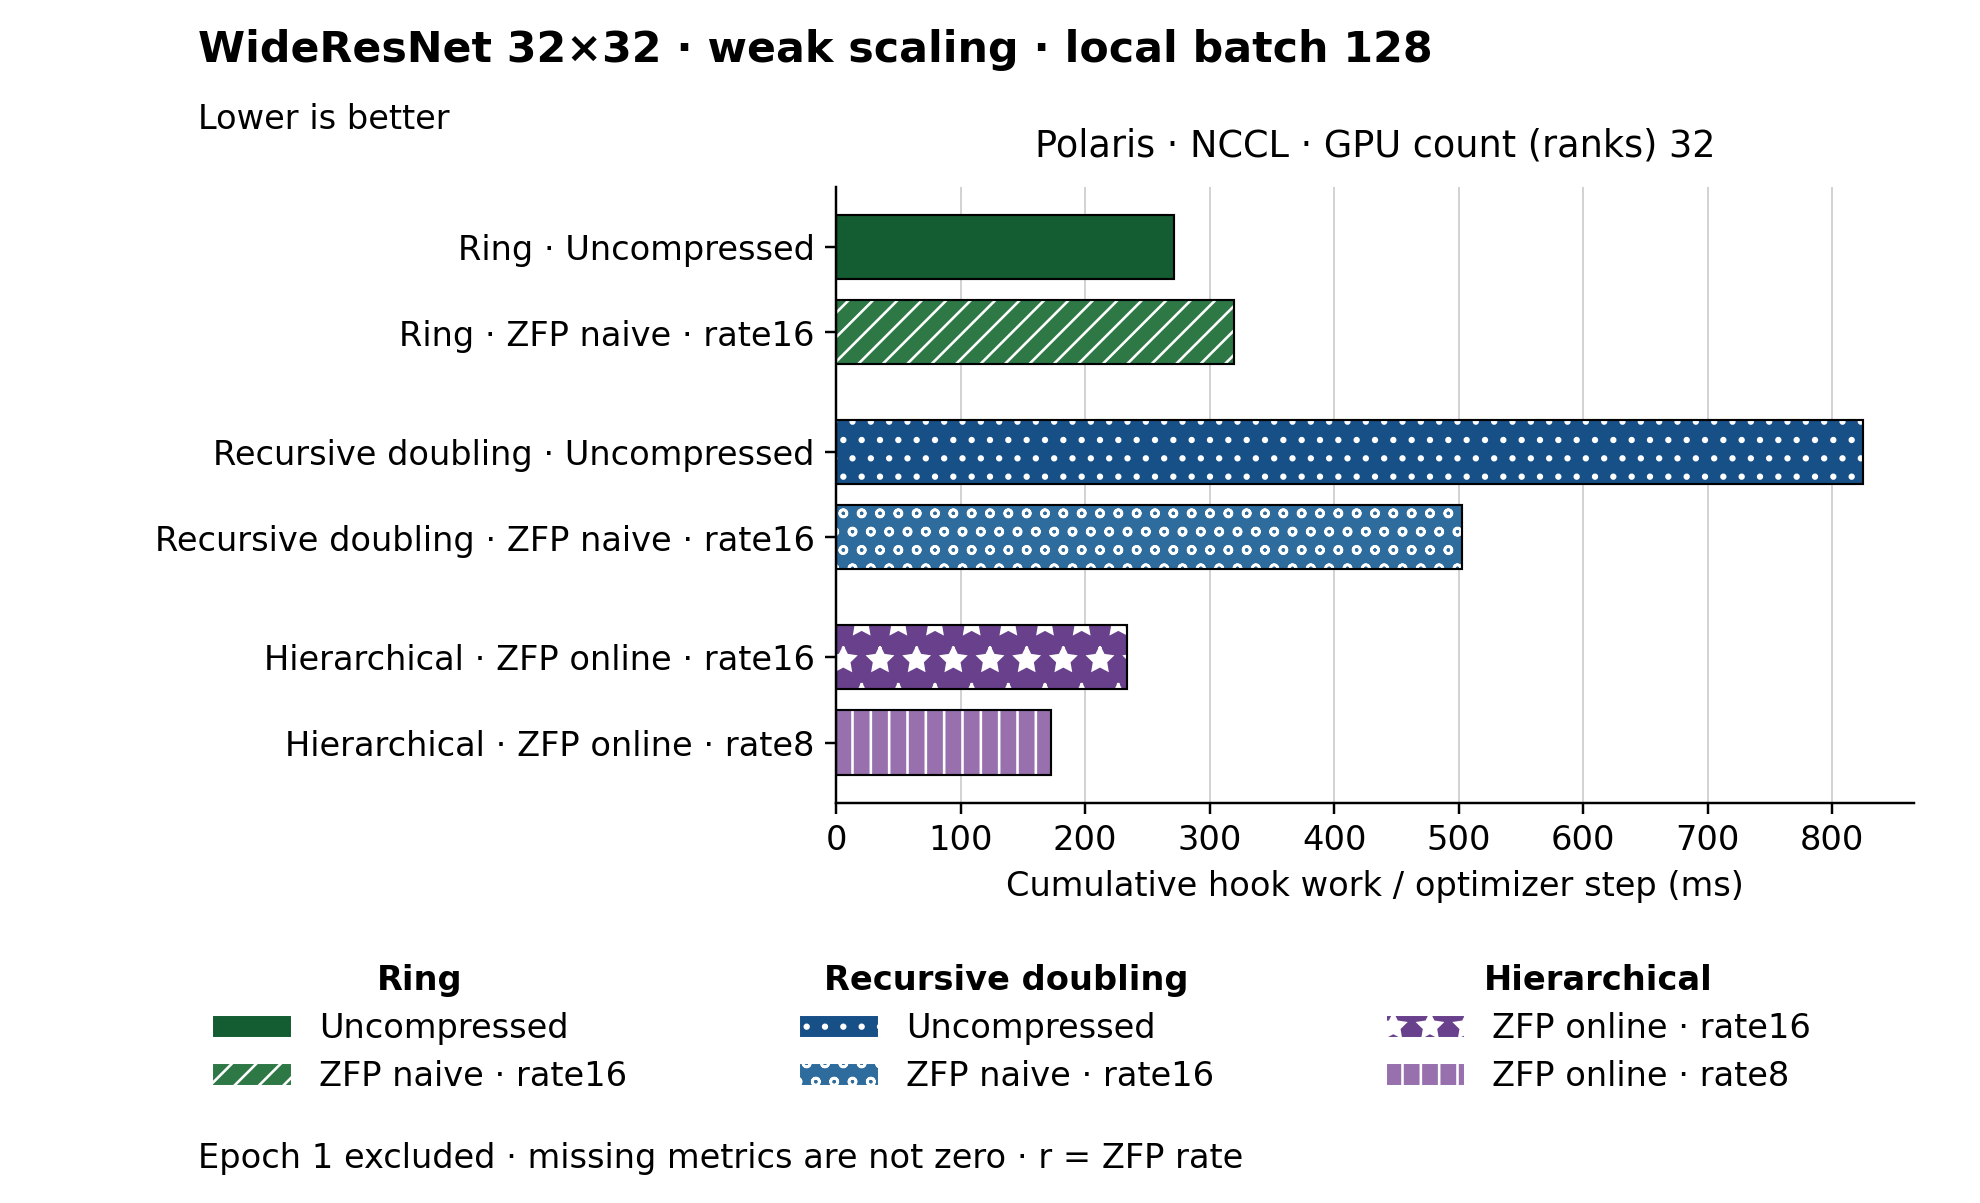 WideResNet 32×32 · weak scaling · local batch 128
Lower is better
Polaris · NCCL · GPU count (ranks) 32
Ring · Uncompressed
Ring · ZFP naive · rate16
Recursive doubling · Uncompressed
Recursive doubling · ZFP naive · rate16
Hierarchical · ZFP online · rate16
Hierarchical · ZFP online · rate8
0 100 200 300 400 500 600 700 800
Cumulative hook work / optimizer step (ms)
Ring
Uncompressed
ZFP naive · rate16
Recursive doubling
Uncompressed
ZFP naive · rate16
Hierarchical
ZFP online · rate16
ZFP online · rate8
Epoch 1 excluded · missing metrics are not zero · r = ZFP rate